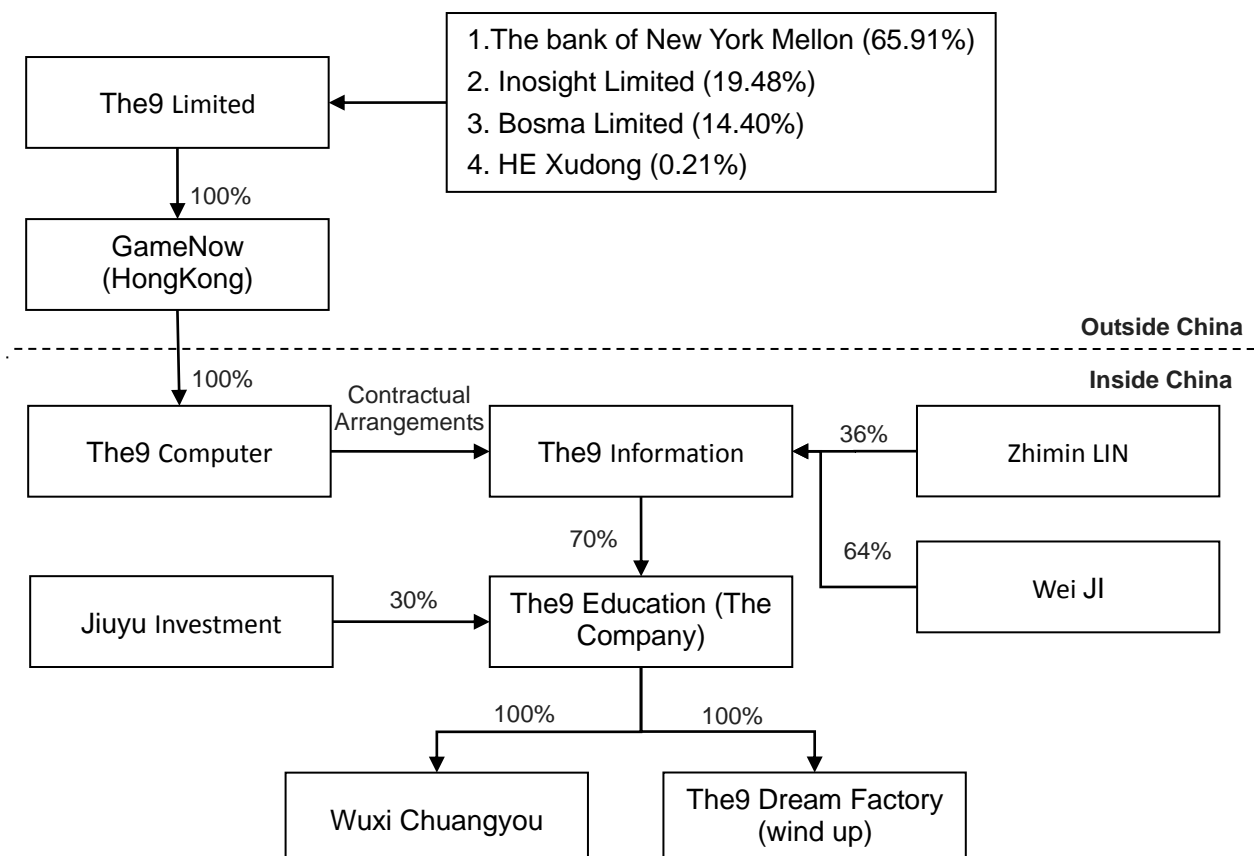 1.The bank of New York Mellon (65.91%)
2. Inosight Limited (19.48%)
3. Bosma Limited (14.40%)
4. HE Xudong (0.21%)
The9 Limited
100%
GameNow
(HongKong)
Outside China
Inside China
100%
Contractual
Arrangements
The9 Computer
The9 Information
36%
Zhimin LIN
70%
64%
Wei JI
Jiuyu Investment
30%
The9 Education (The
Company)
100%
100%
Wuxi Chuangyou
The9 Dream Factory
(wind up)